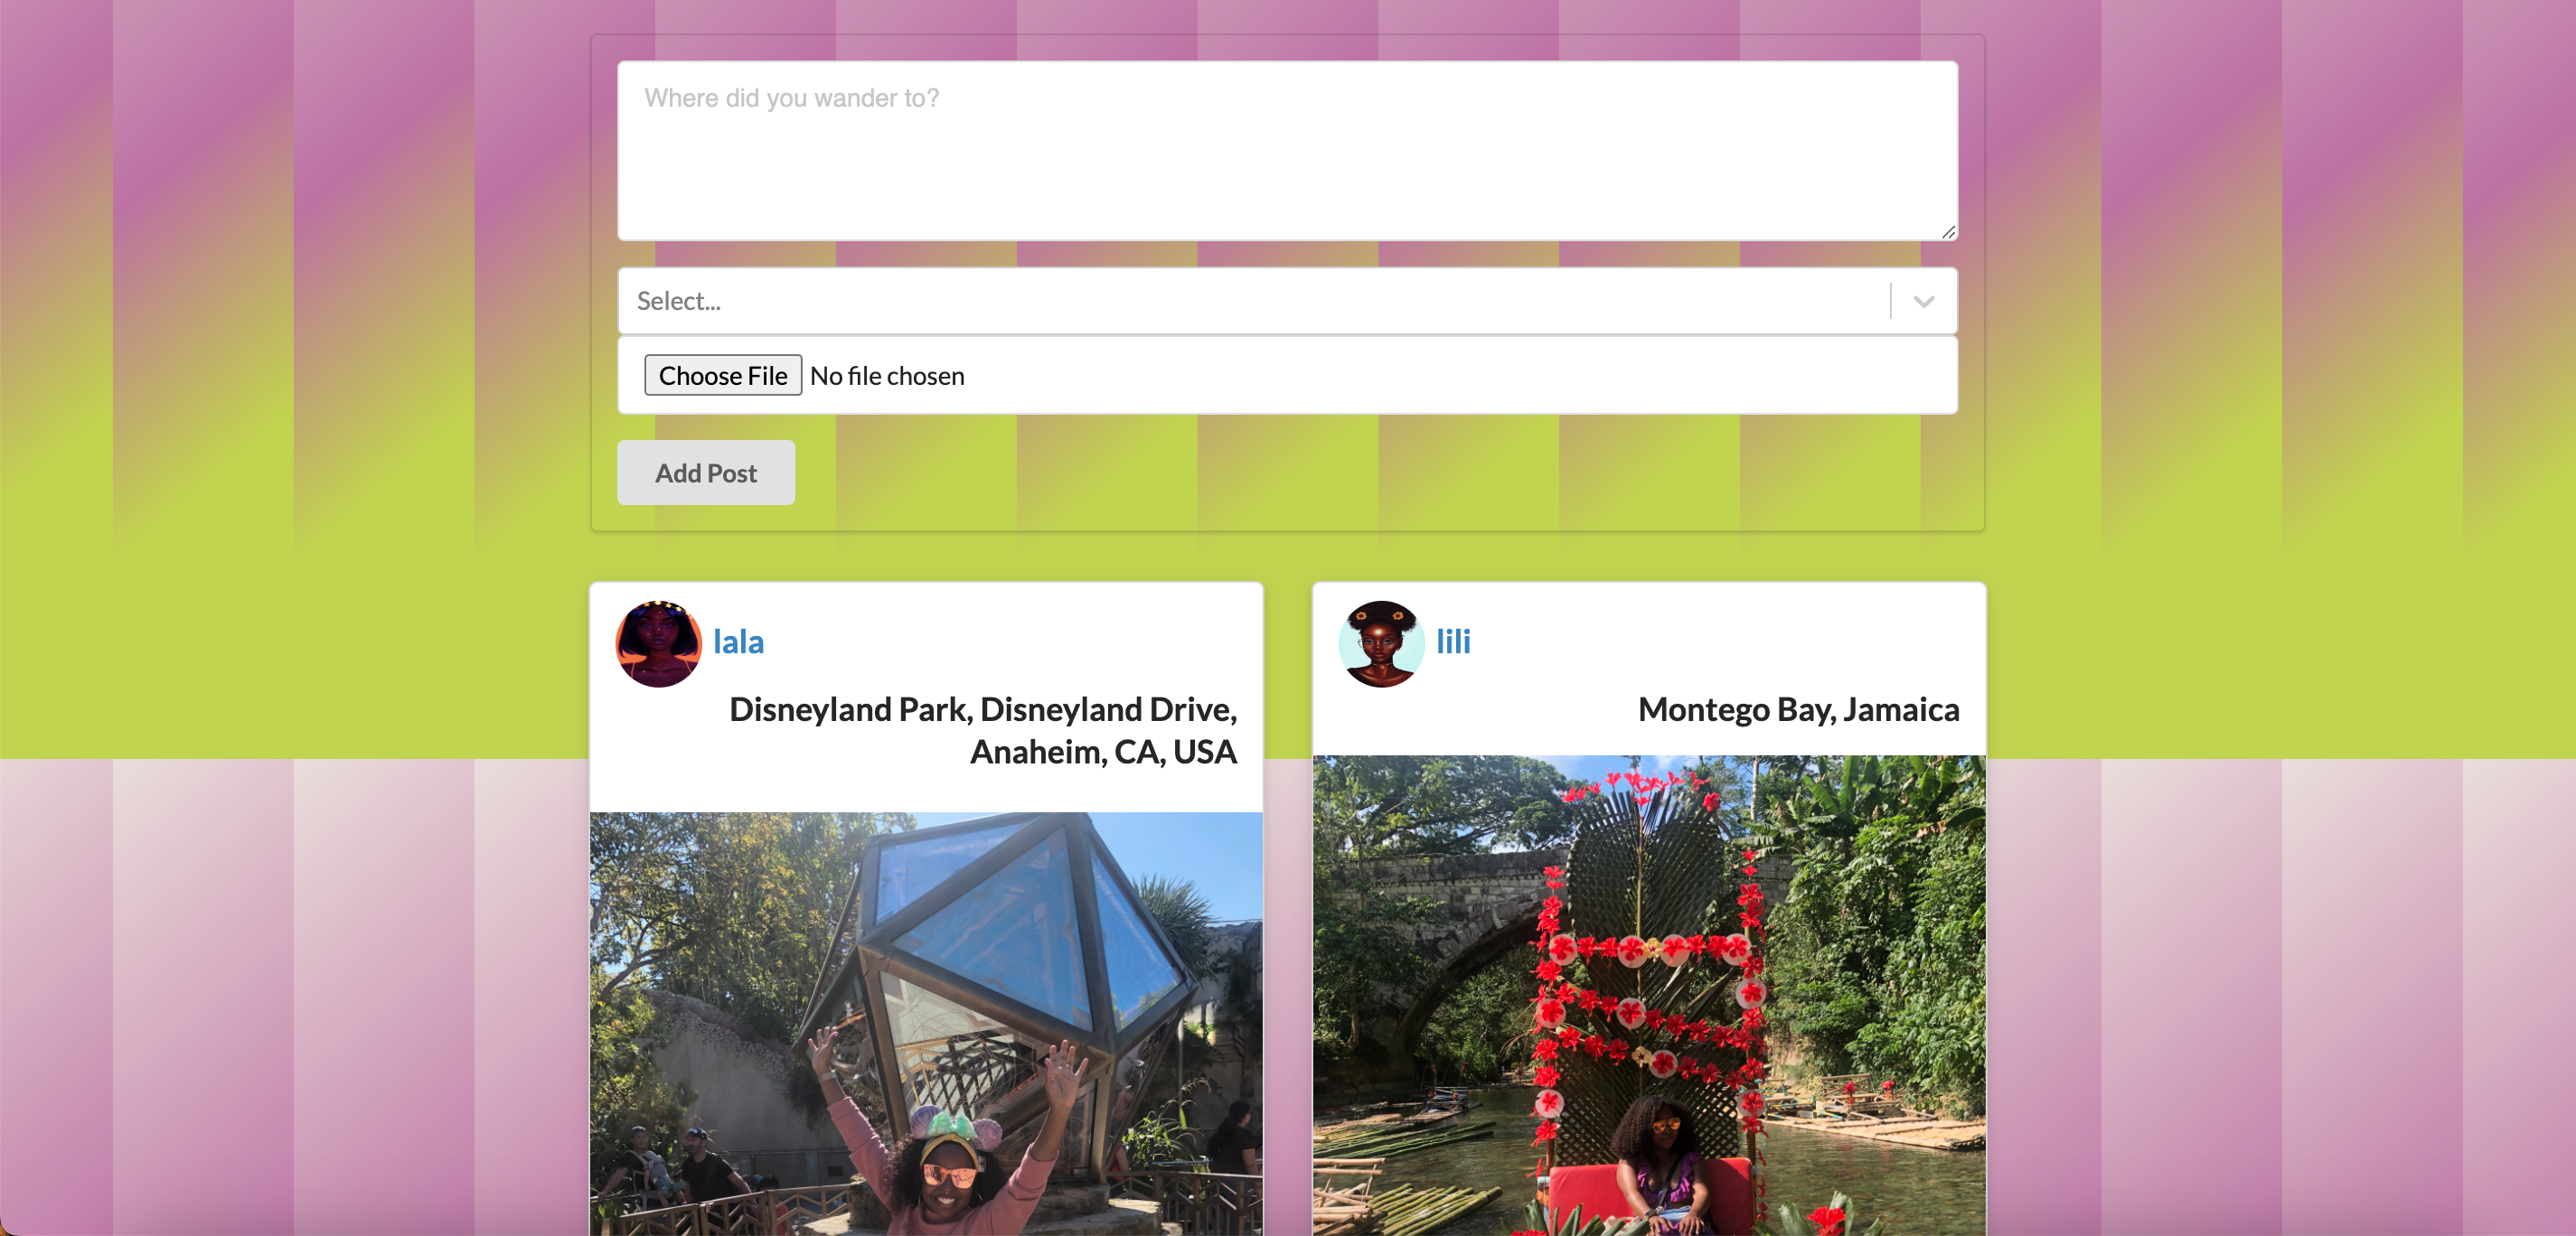 Where did you wander to?
Select...
Choose File No file chosen
Add Post
lala
Disneyland Park, Disneyland Drive,
Anaheim, CA, USA
lili
Montego Bay, Jamaica